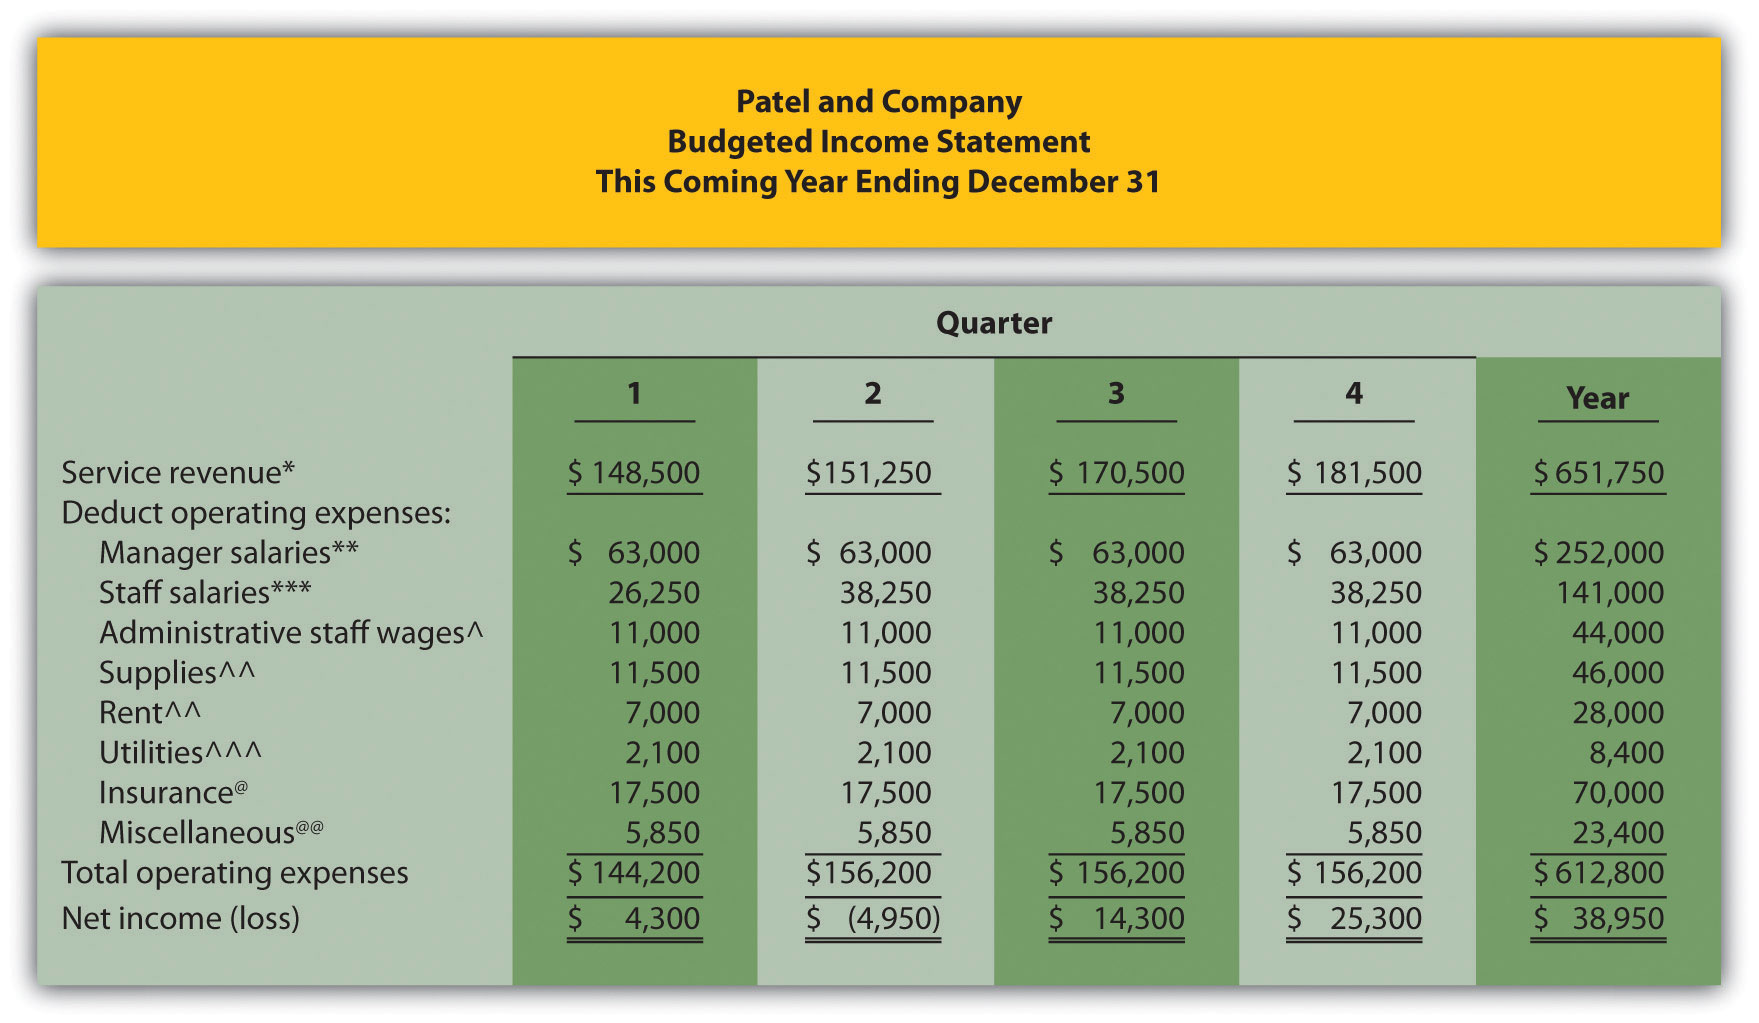 Patel and Company
Budgeted Income Statement
This Coming Year Ending December 31
Quarter
1 2 3 4 Year
Service revenue* $ 148,500 $151,250 $ 170,500 $ 181,500 $ 651,750
Deduct operating expenses:
Manager salaries** $ 63,000 $ 63,000 $ 63,000 $ 63,000 $ 252,000
Staff salaries*** 26,250 38,250 38,250 38,250 141,000
Administrative staff wages^ 11,000 11,000 11,000 11,000 44,000
Supplies^^ 11,500 11,500 11,500 11,500 46,000
Rent^^ 7,000 7,000 7,000 7,000 28,000
Utilities^^^ 2,100 2,100 2,100 2,100 8,400
Insurance@ 17,500 17,500 17,500 17,500 70,000
Miscellaneous@@ 5,850 5,850 5,850 5,850 23,400
Total operating expenses $ 144,200 $156,200 $ 156,200 $ 156,200 $ 612,800
Net income (loss) $ 4,300 $ (4,950) $ 14,300 $ 25,300 $ 38,950